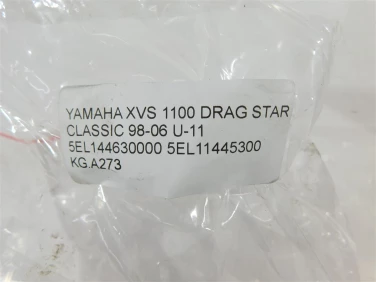 YAMAHA XVS 1100 DRAG STAR
CLASSIC 98-06 U-11
5EL144630000 5EL11445300
KG.A273